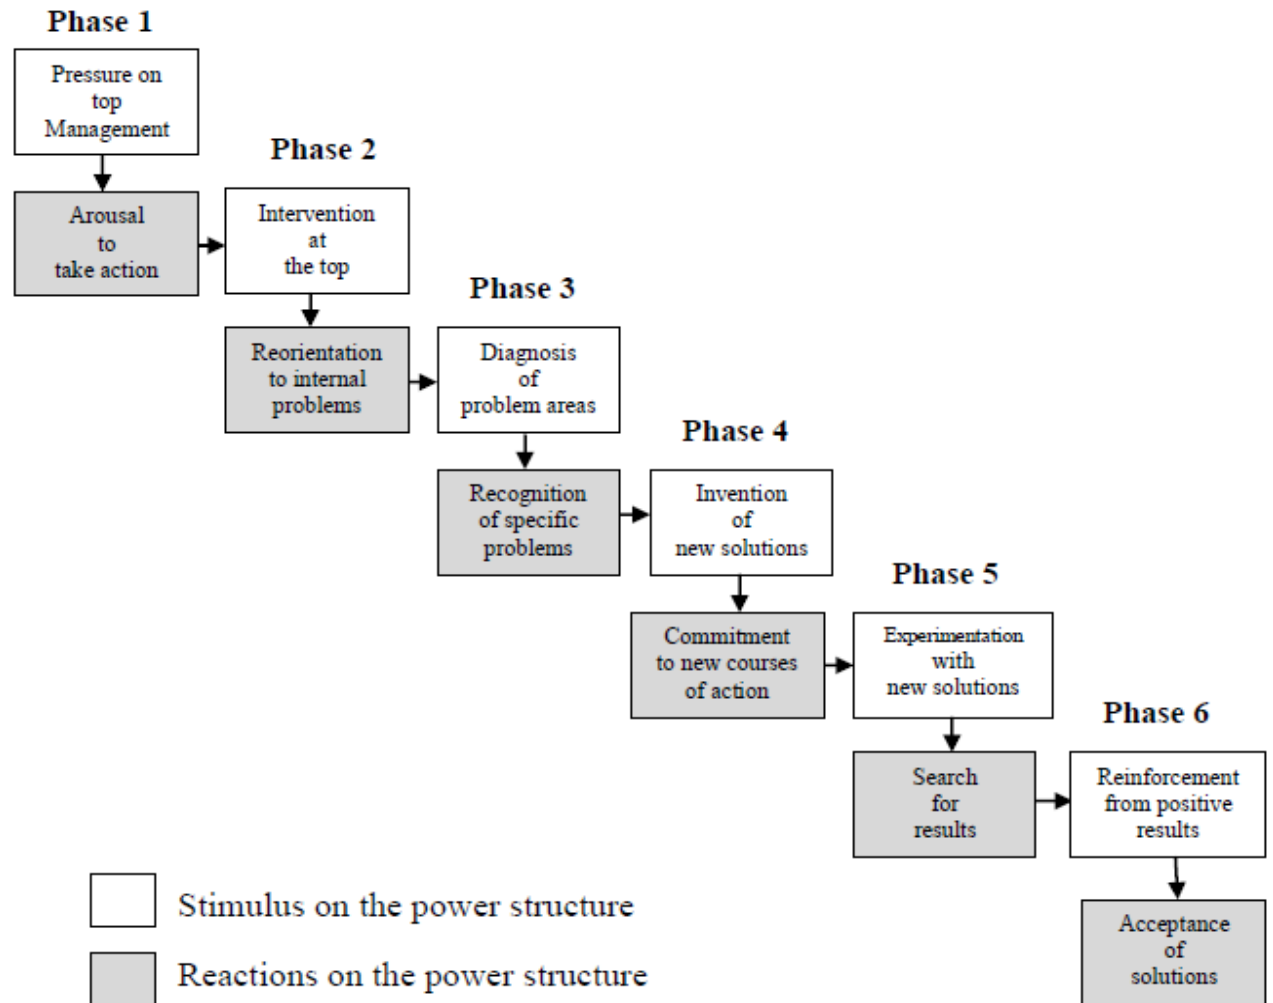 Phase 1
Pressure on
top
Management
Arousal
to
take action
Phase 2
Intervention
at
the top
Reorientation
to internal
problems
Phase 3
Diagnosis
of
problem areas
Recognition
of specific
problems
Phase 4
Invention
of
new solutions
Commitment
to new courses
of action
Phase 5
Experimentation
with
new solutions
Search
for
results
Phase 6
Reinforcement
from positive
results
Acceptance
of
solutions
Stimulus on the power structure
Reactions on the power structure